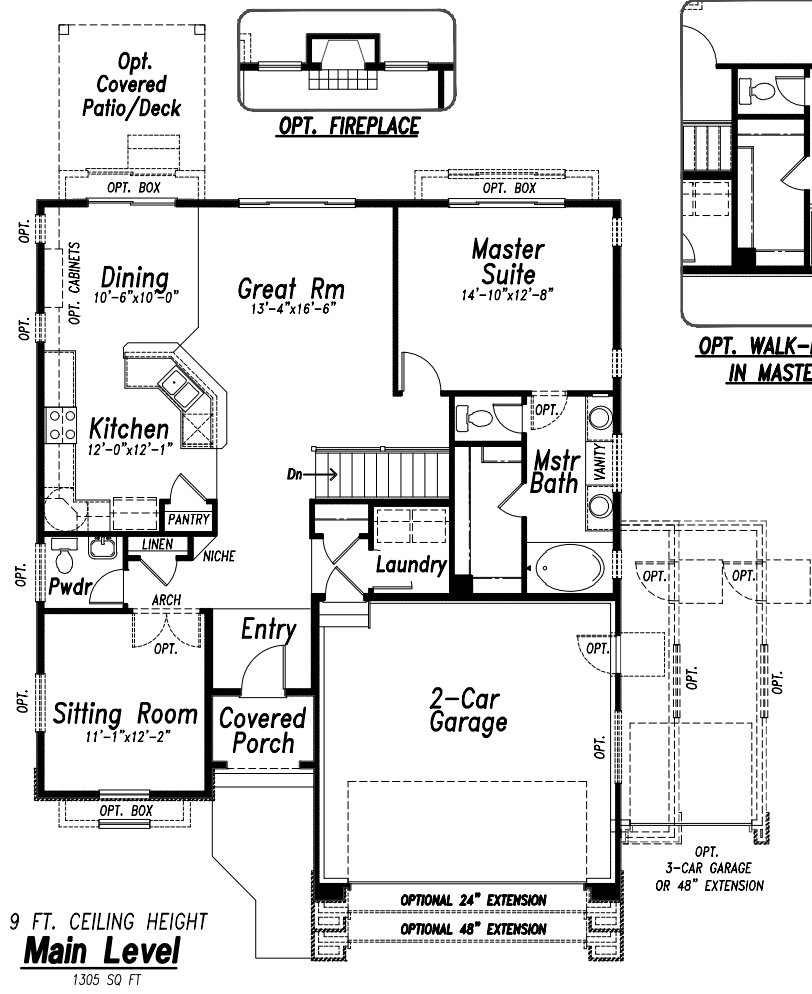 Opt.
Covered
Patio/Deck
OPT. FIREPLACE
OPT. BOX
OPT. BOX
OPT.
OPT. CABINETS
Dining
10'-6"x10'-0"
Great Rm
13'-4"x16'-6"
Master
Suite
14'-10"x12'-8"
OPT. WALK-
IN MASTE
OPT.
OPT.
Kitchen
12'-0"x12'-1"
Dn
Mstr
Bath
VANITY
PANTRY
LINEN
NICHE
Laundry
OPT.
Pwdr
ARCH
OPT.
OPT.
OPT.
Entry
OPT.
OPT.
OPT.
OPT.
Sitting Room
11'-1"x12'-2"
Covered
Porch
2-Car
Garage
OPT.
OPT. BOX
OPT.
3-CAR GARAGE
OR 48" EXTENSION
OPTIONAL 24" EXTENSION
OPTIONAL 48" EXTENSION
9 FT. CEILING HEIGHT
Main Level
1305 SQ FT